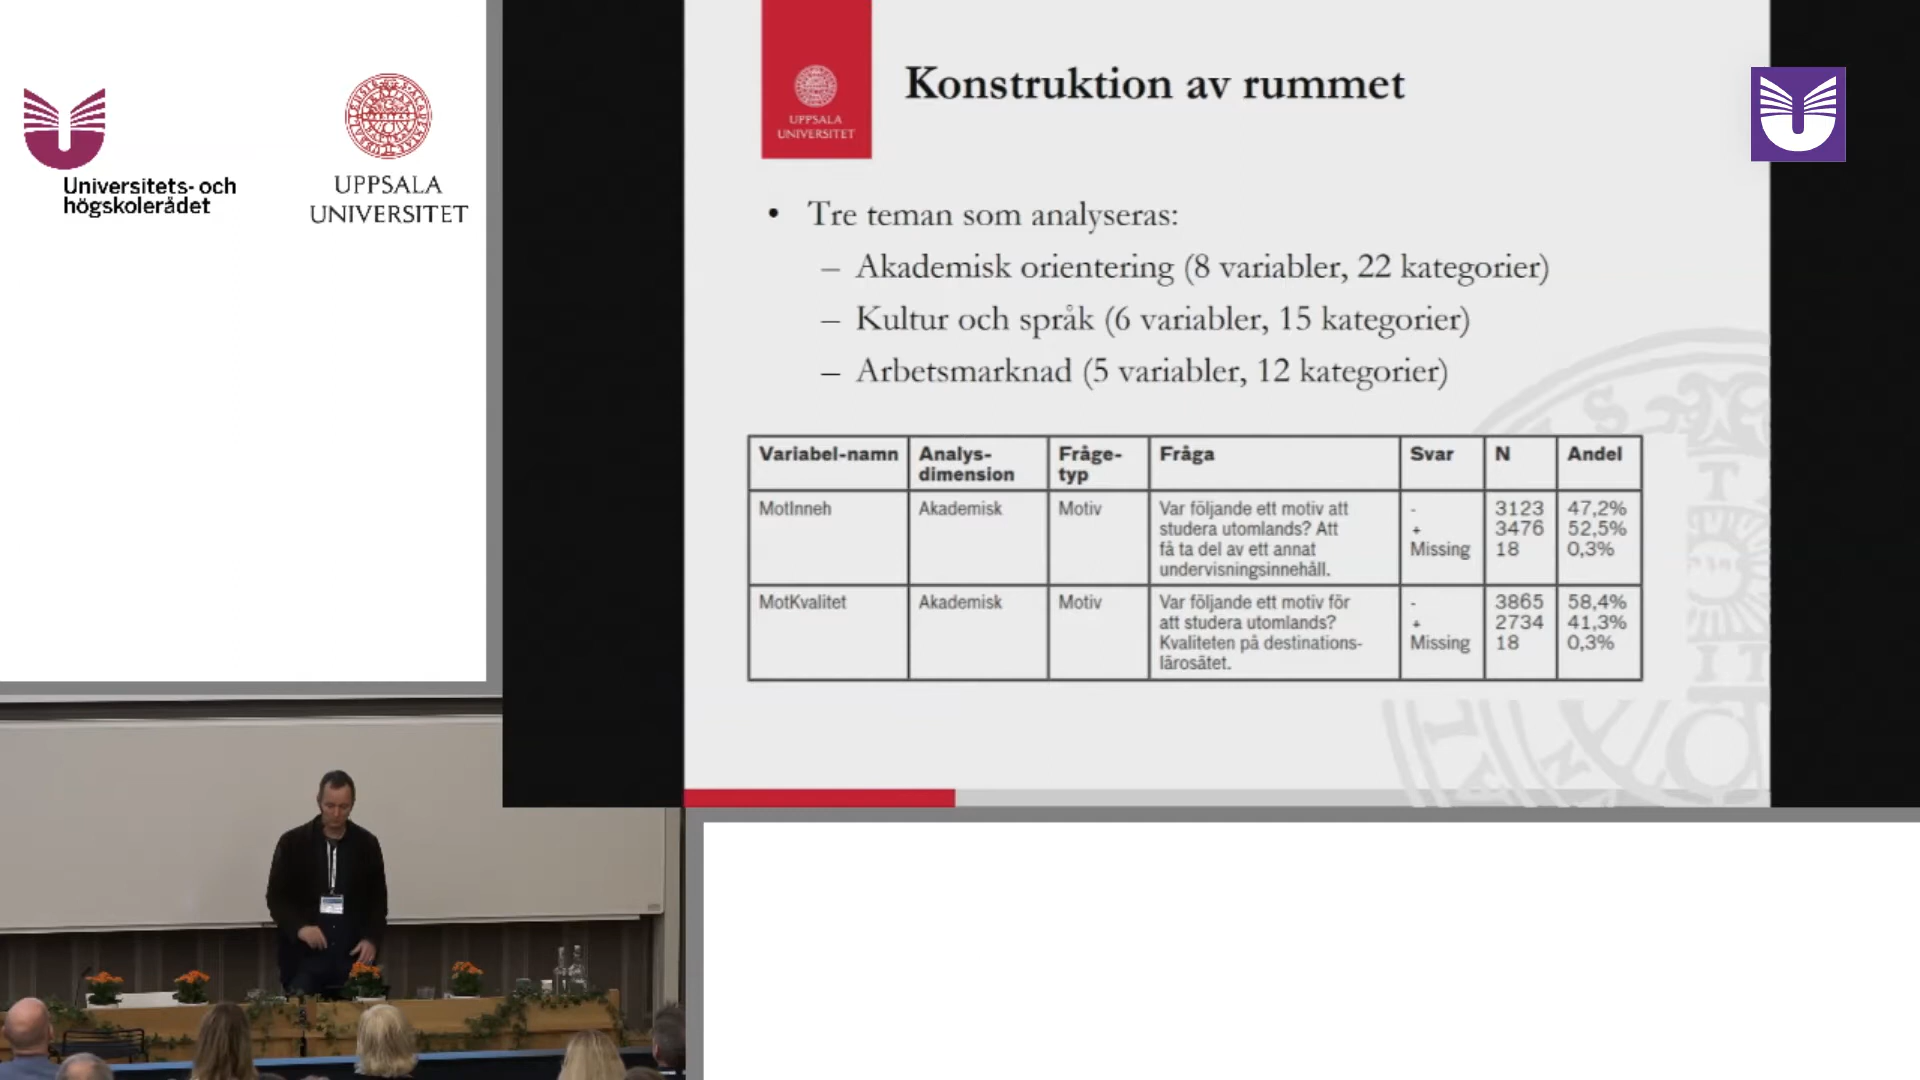 Universitets- och
högskolerådet
UPPSALA
UNIVERSITET
UPPSALA
UNIVERSITET
Konstruktion av rummet
• Tre teman som analyseras:
– Akademisk orientering (8 variabler, 22 kategorier)
– Kultur och språk (6 variabler, 15 kategorier)
– Arbetsmarknad (5 variabler, 12 kategorier)
Variabel-namn Analys- Fråge- Fråga Svar N Andel
dimension typ
MotInneh Akademisk Motiv Var följande ett motiv att - 3123 47,2%
studera utomlands? Att + 3476 52,5%
få ta del av ett annat Missing 18 0,3%
undervisningsinnehåll.
MotKvalitet Akademisk Motiv Var följande ett motiv för - 3865 58,4%
att studera utomlands? + 2734 41,3%
Kvaliteten på destinations- Missing 18 0,3%
lärosätet.